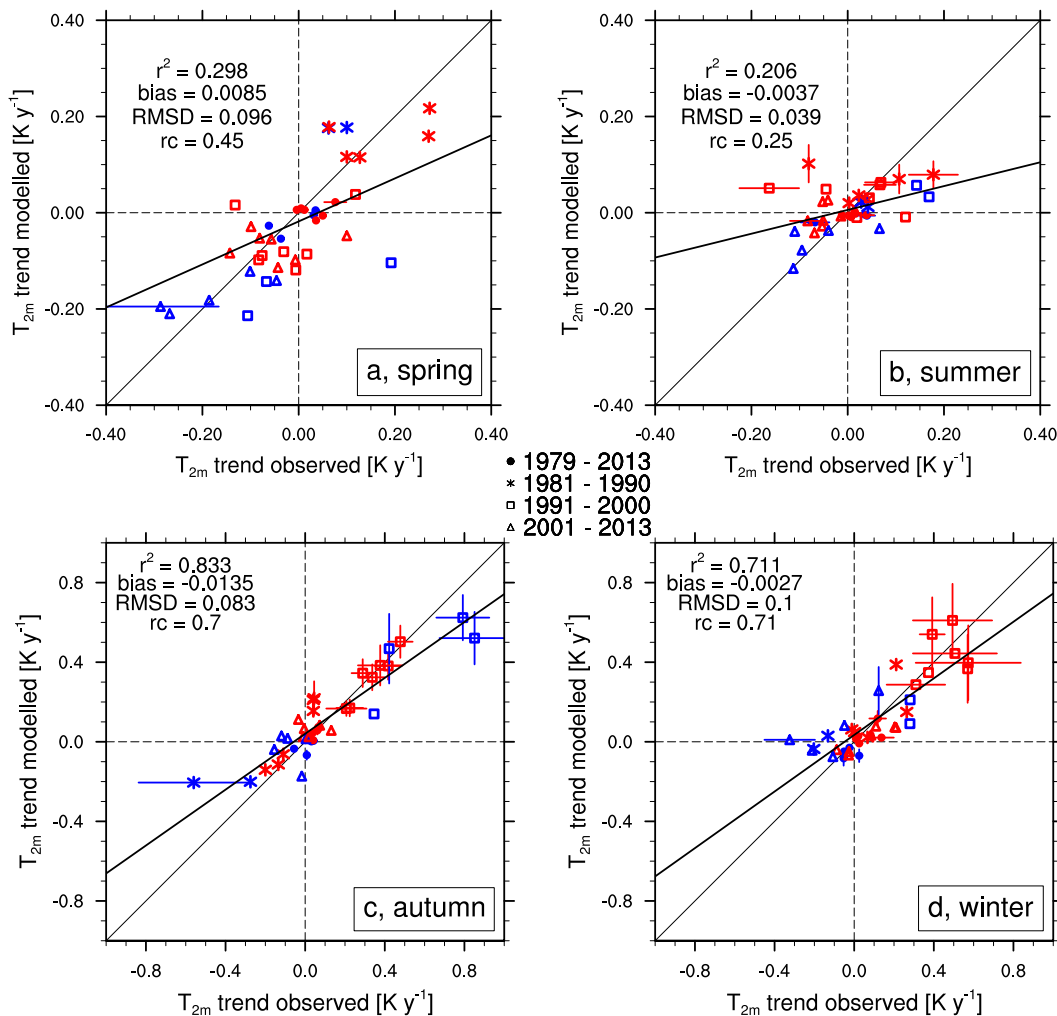 T2m trend modelled [K y-1]
0.40
0.20
0.00
-0.20
-0.40
r2 = 0.298
bias = 0.0085
RMSD = 0.096
rc = 0.45
a, spring
-0.40 -0.20 0.00 0.20 0.40
T2m trend observed [K y-1]
T2m trend modelled [K y-1]
0.40
0.20
0.00
-0.20
-0.40
r2 = 0.206
bias = -0.0037
RMSD = 0.039
rc = 0.25
b, summer
-0.40 -0.20 0.00 0.20 0.40
T2m trend observed [K y-1]
1979 - 2013
1981 - 1990
1991 - 2000
2001 - 2013
T2m trend modelled [K y-1]
0.8
0.4
0.0
-0.4
-0.8
r2 = 0.833
bias = -0.0135
RMSD = 0.083
rc = 0.7
c, autumn
-0.8 -0.4 0.0 0.4 0.8
T2m trend observed [K y-1]
T2m trend modelled [K y-1]
0.8
0.4
0.0
-0.4
-0.8
r2 = 0.711
bias = -0.0027
RMSD = 0.1
rc = 0.71
d, winter
-0.8 -0.4 0.0 0.4 0.8
T2m trend observed [K y-1]